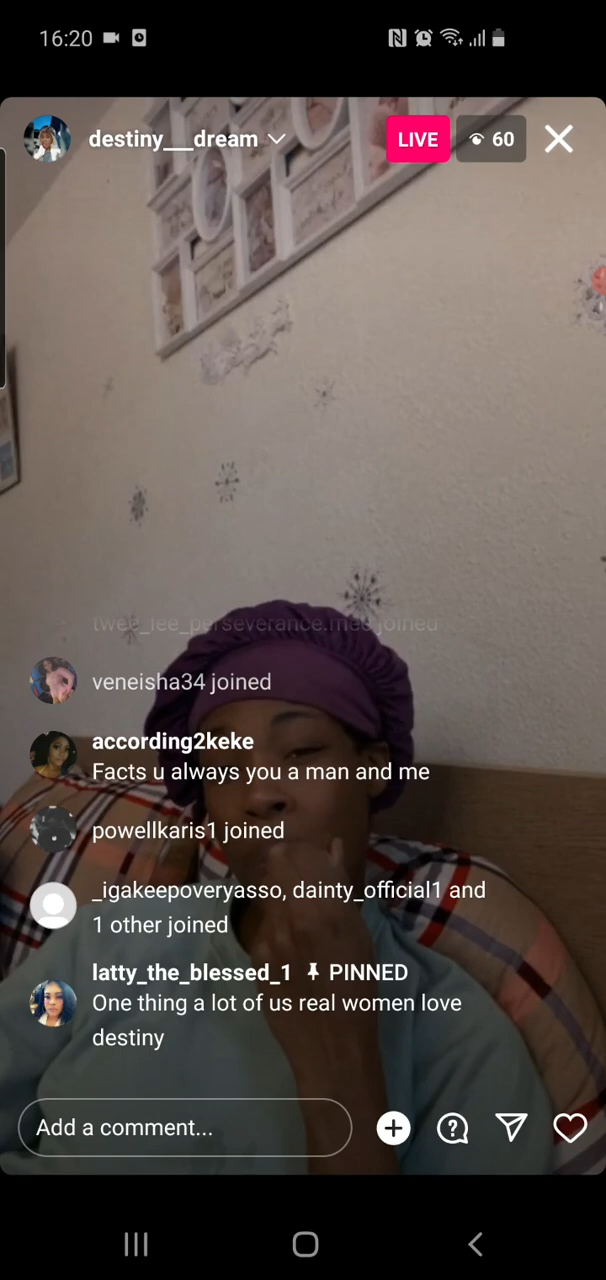 16:20
destiny___dream
LIVE
60
joined
veneisha34 joined
according2keke
Facts u always you a man and me
powellkaris1 joined
_igakeepoveryasso, dainty_official1 and
1 other joined
latty_the_blessed_1 PINNED
One thing a lot of us real women love
destiny
Add a comment...